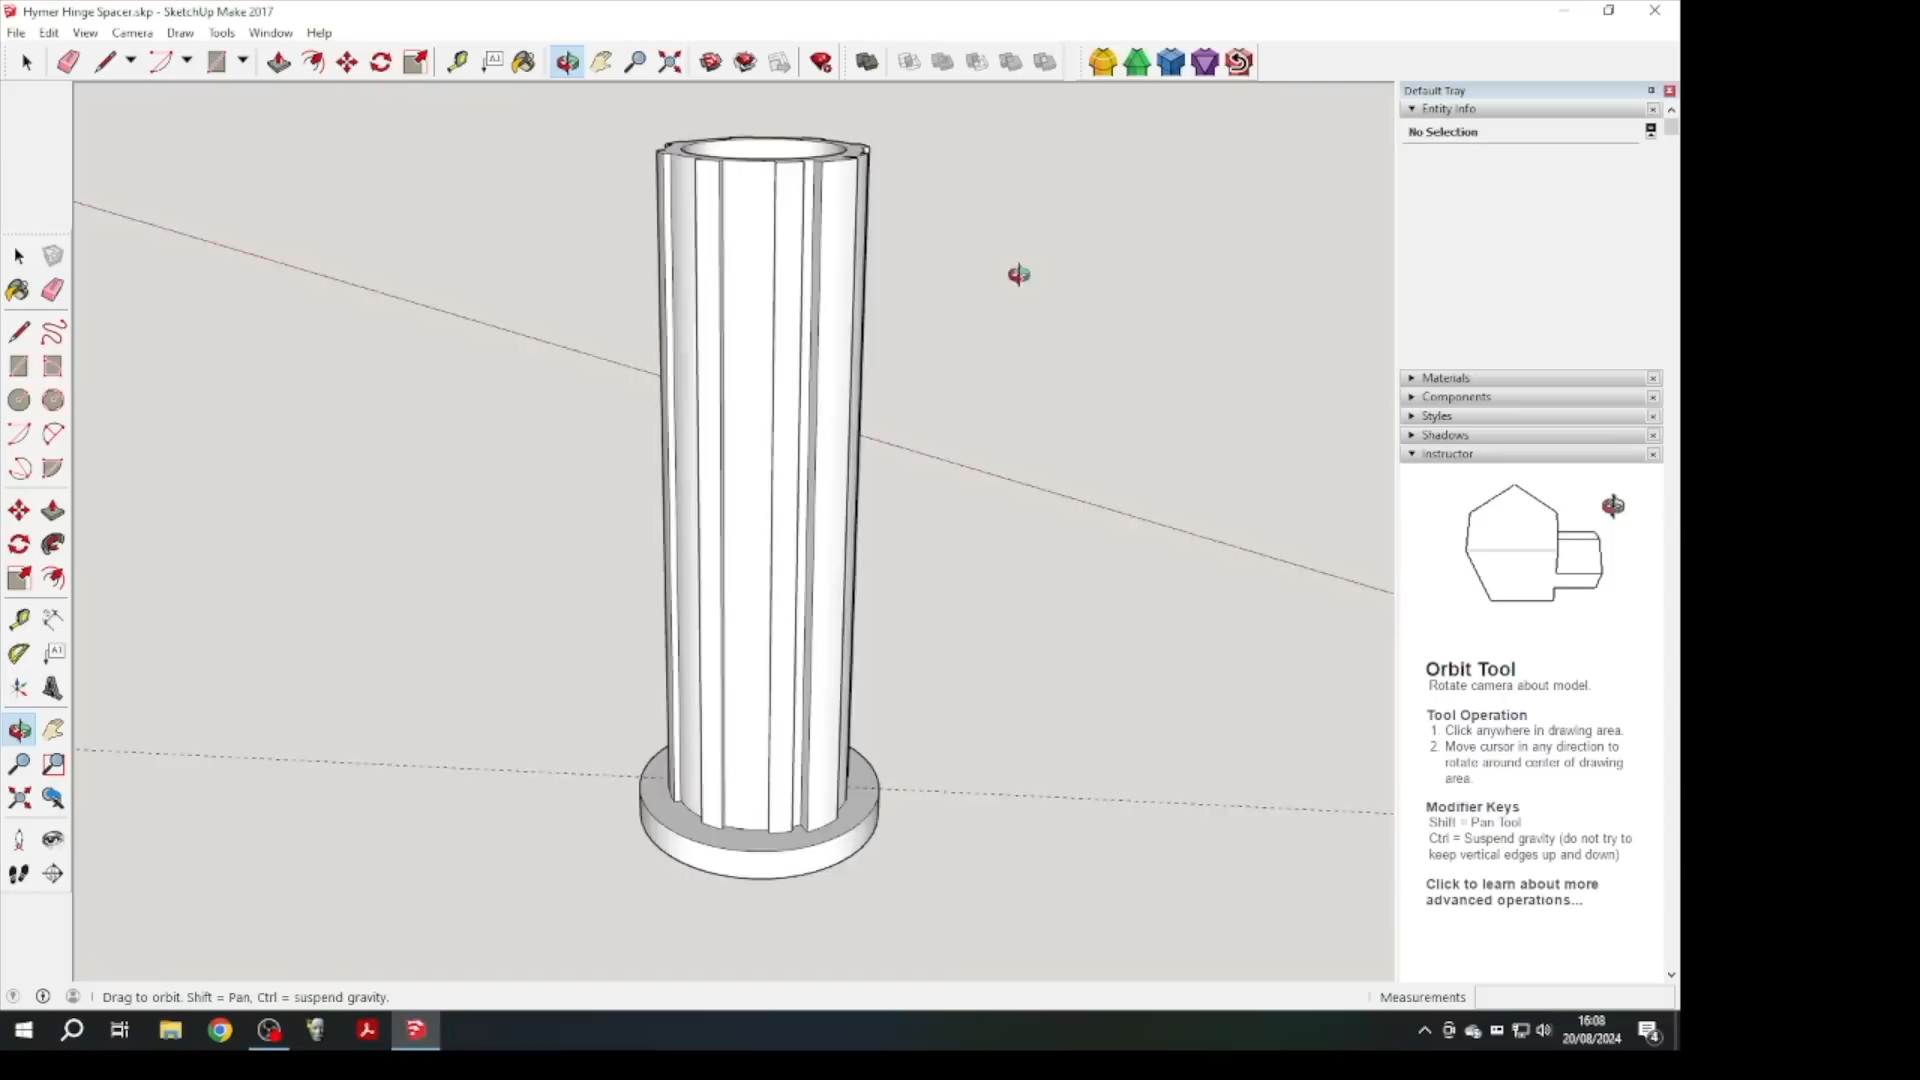 Hymer Hinge Spacer.skp - SketchUp Make 2017
File Edit View Camera Draw Tools Window Help
A1
Default Tray
Entity Info
No Selection
Materials
Components
Styles
Shadows
Instructor
A1
Orbit Tool
Rotate camera about model.
Tool Operation
1. Click anywhere in drawing area.
2. Move cursor in any direction to
rotate around center of drawing
area.
Modifier Keys
Shift = Pan Tool
Ctrl = Suspend gravity (do not try to
keep vertical edges up and down)
Click to learn about more
advanced operations...
Drag to orbit. Shift = Pan, Ctrl = suspend gravity.
Measurements
16:08
20/08/2024
4